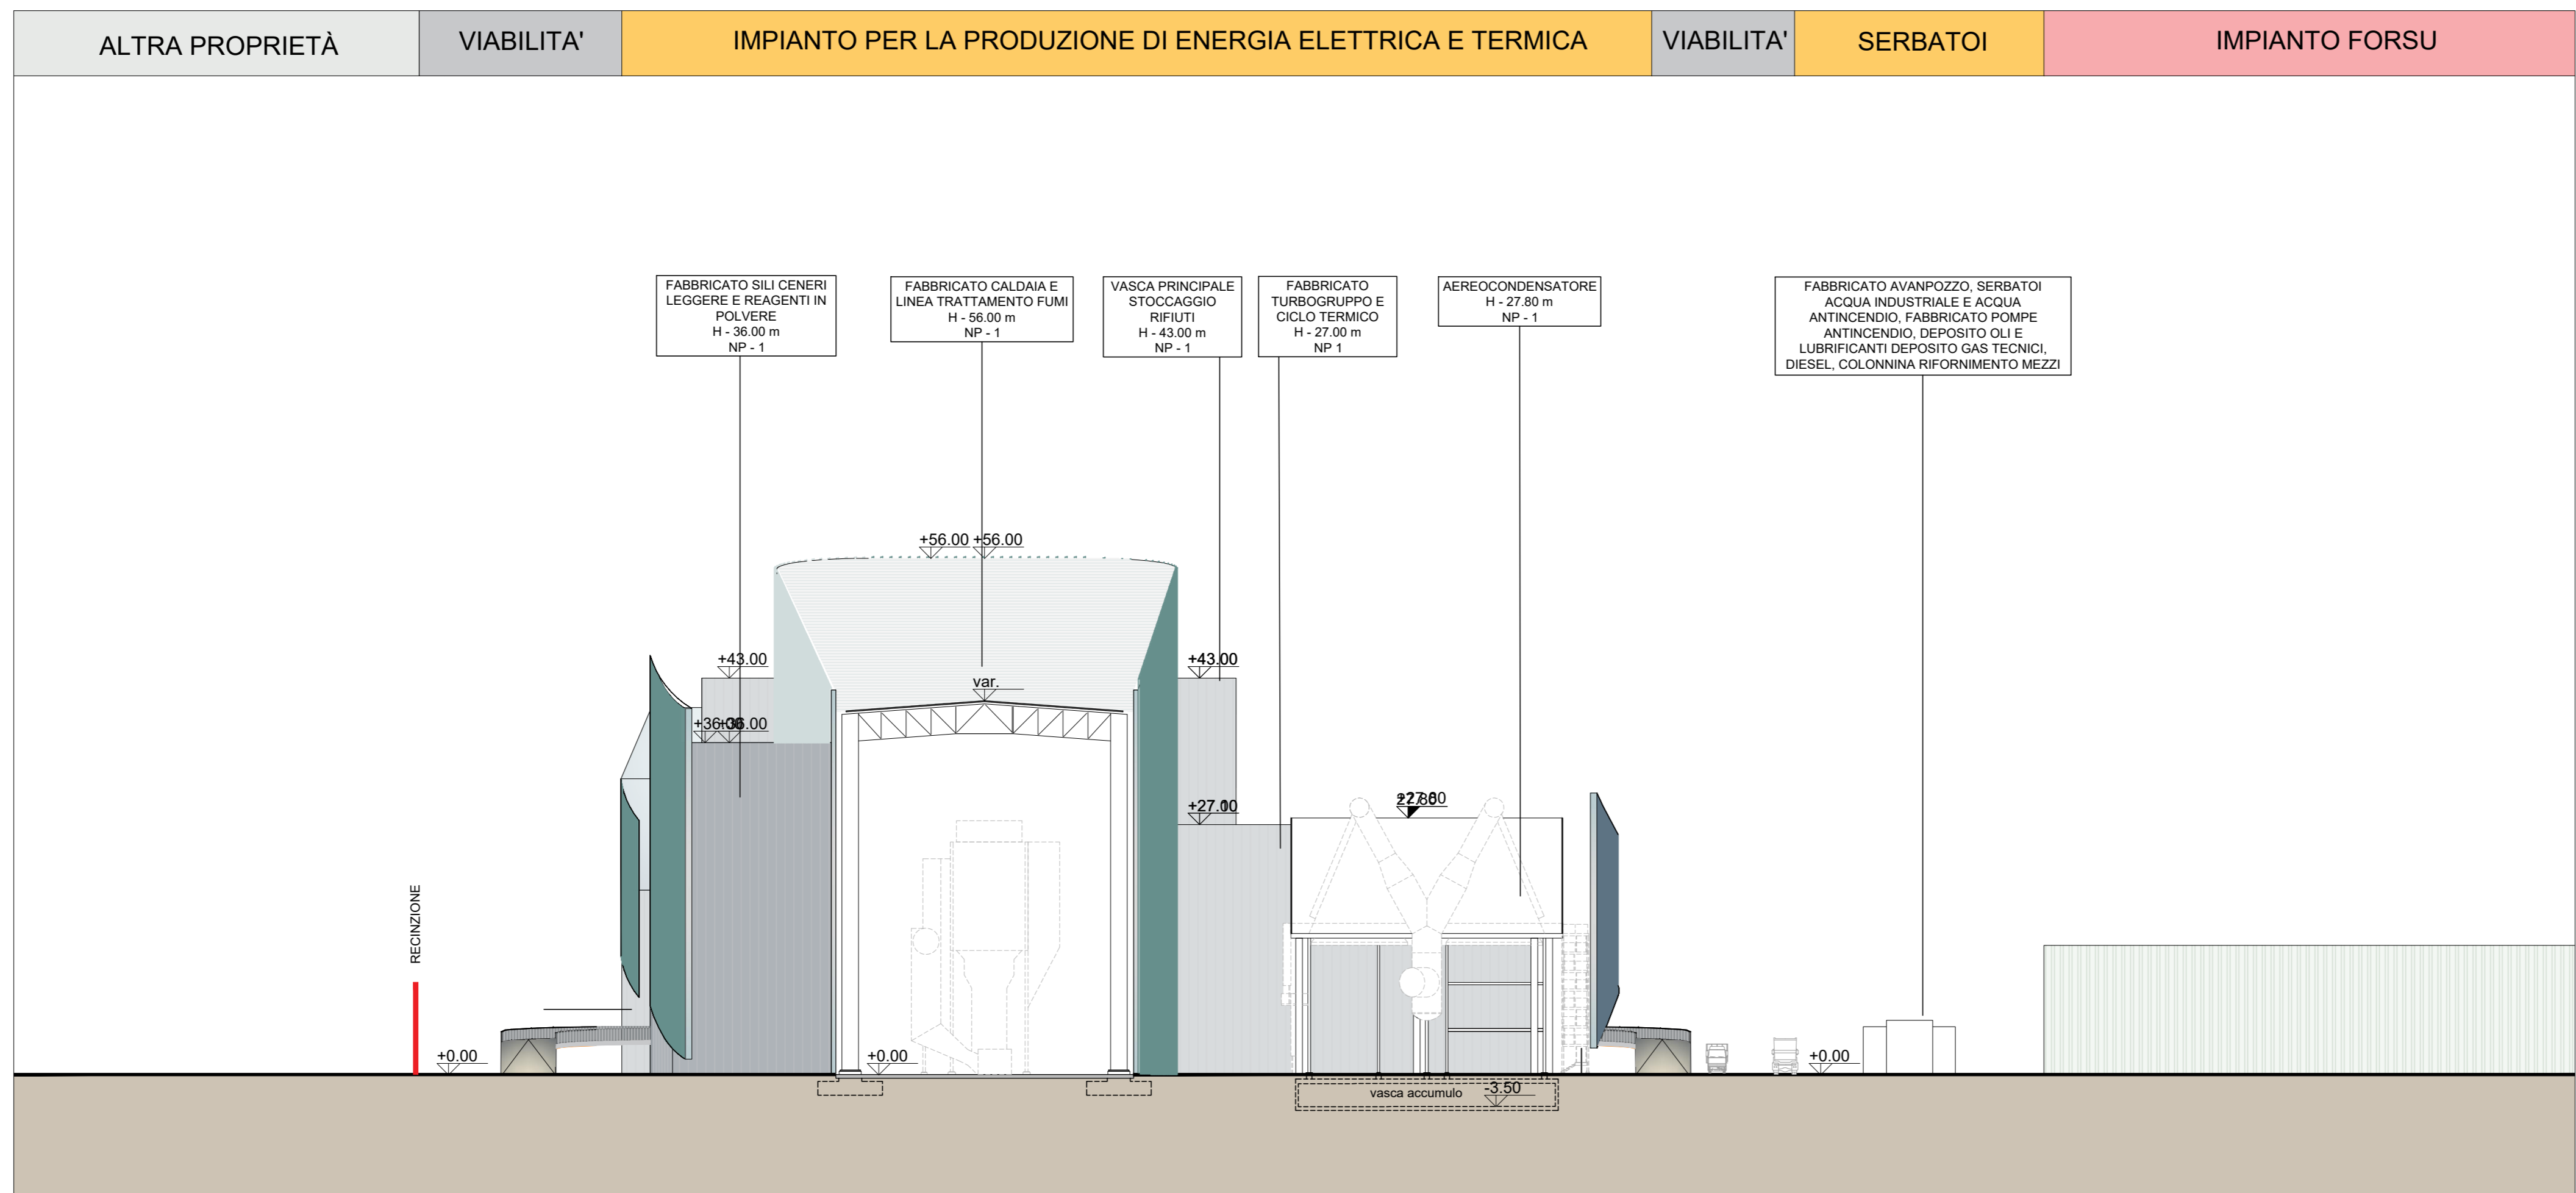 ALTRA PROPRIETÀ
VIABILITA'
IMPIANTO PER LA PRODUZIONE DI ENERGIA ELETTRICA E TERMICA
VIABILITA'
SERBATOI
IMPIANTO FORSU
FABBRICATO SILI CENERI
LEGGERE E REAGENTI IN
POLVERE
H - 36.00 m
NP - 1
FABBRICATO CALDAIA E
LINEA TRATTAMENTO FUMI
H - 56.00 m
NP - 1
VASCA PRINCIPALE
STOCCAGGIO
RIFIUTI
H - 43.00 m
NP - 1
FABBRICATO
TURBOGRUPPO E
CICLO TERMICO
H - 27.00 m
NP 1
AEREOCONDENSATORE
H - 27.80 m
NP - 1
FABBRICATO AVANPOZZO, SERBATOI
ACQUA INDUSTRIALE E ACQUA
ANTINCENDIO, FABBRICATO POMPE
ANTINCENDIO, DEPOSITO OLI E
LUBRIFICANTI DEPOSITO GAS TECNICI,
DIESEL, COLONNINA RIFORNIMENTO MEZZI
+56.00
+56.00
+43.00
+43.00
var.
+36.00
+36.00
RECINZIONE
+0.00
+0.00
+0.00
vasca accumulo
-3.50